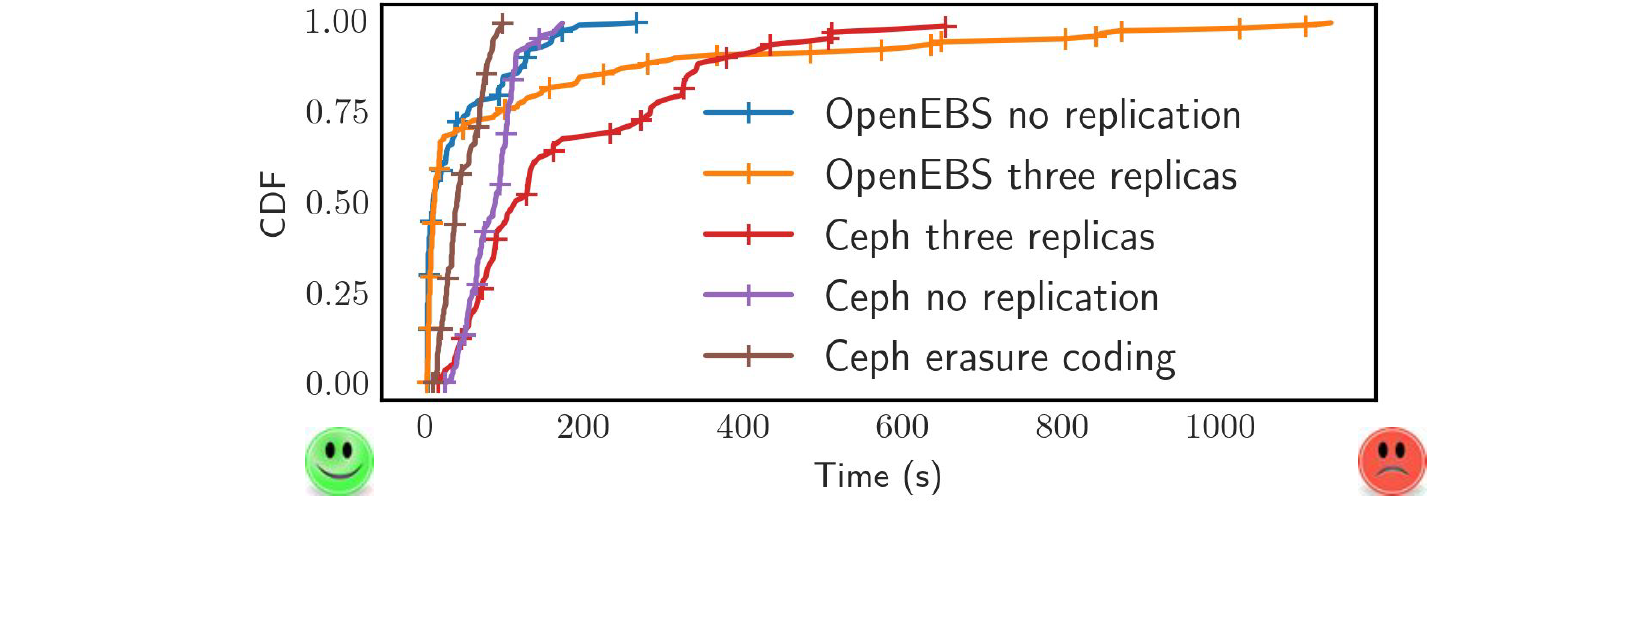 1.00
0.75
0.50
0.25
0.00
CDF
OpenEBS no replication
OpenEBS three replicas
Ceph three replicas
Ceph no replication
Ceph erasure coding
0 200 400 600 800 1000
Time (s)